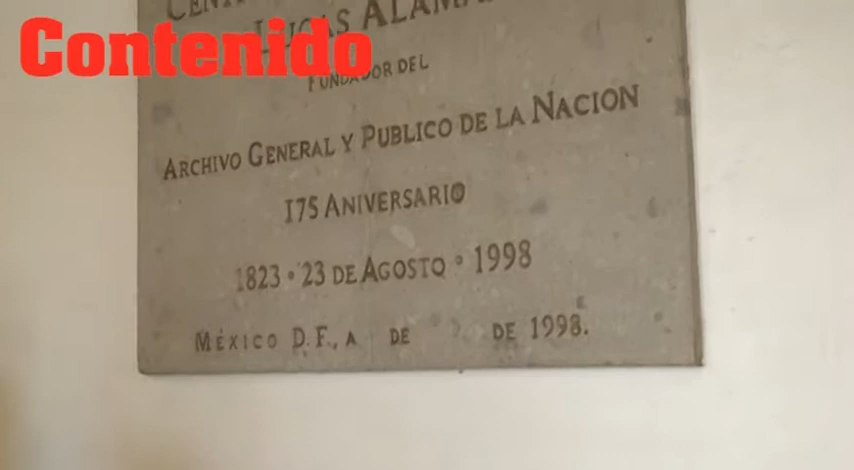 Contenido
LUCAS
FUNDADOR DEL
ARCHIVO GENERAL Y PUBLICO DE LA NACION
175 ANIVERSARIO
1823 • 23 DE AGOSTO • 1998
MÉXICO D.F., A DE DE 1998.